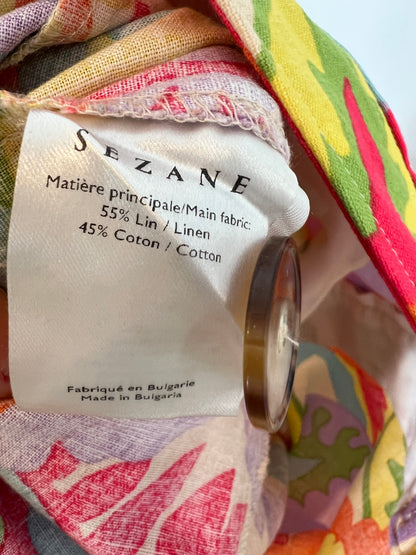 SEZANE
Matière principale/Main fabric:
55% Lin / Linen
45% Coton / Cotton
Fabriqué en Bulgarie
Made in Bulgaria